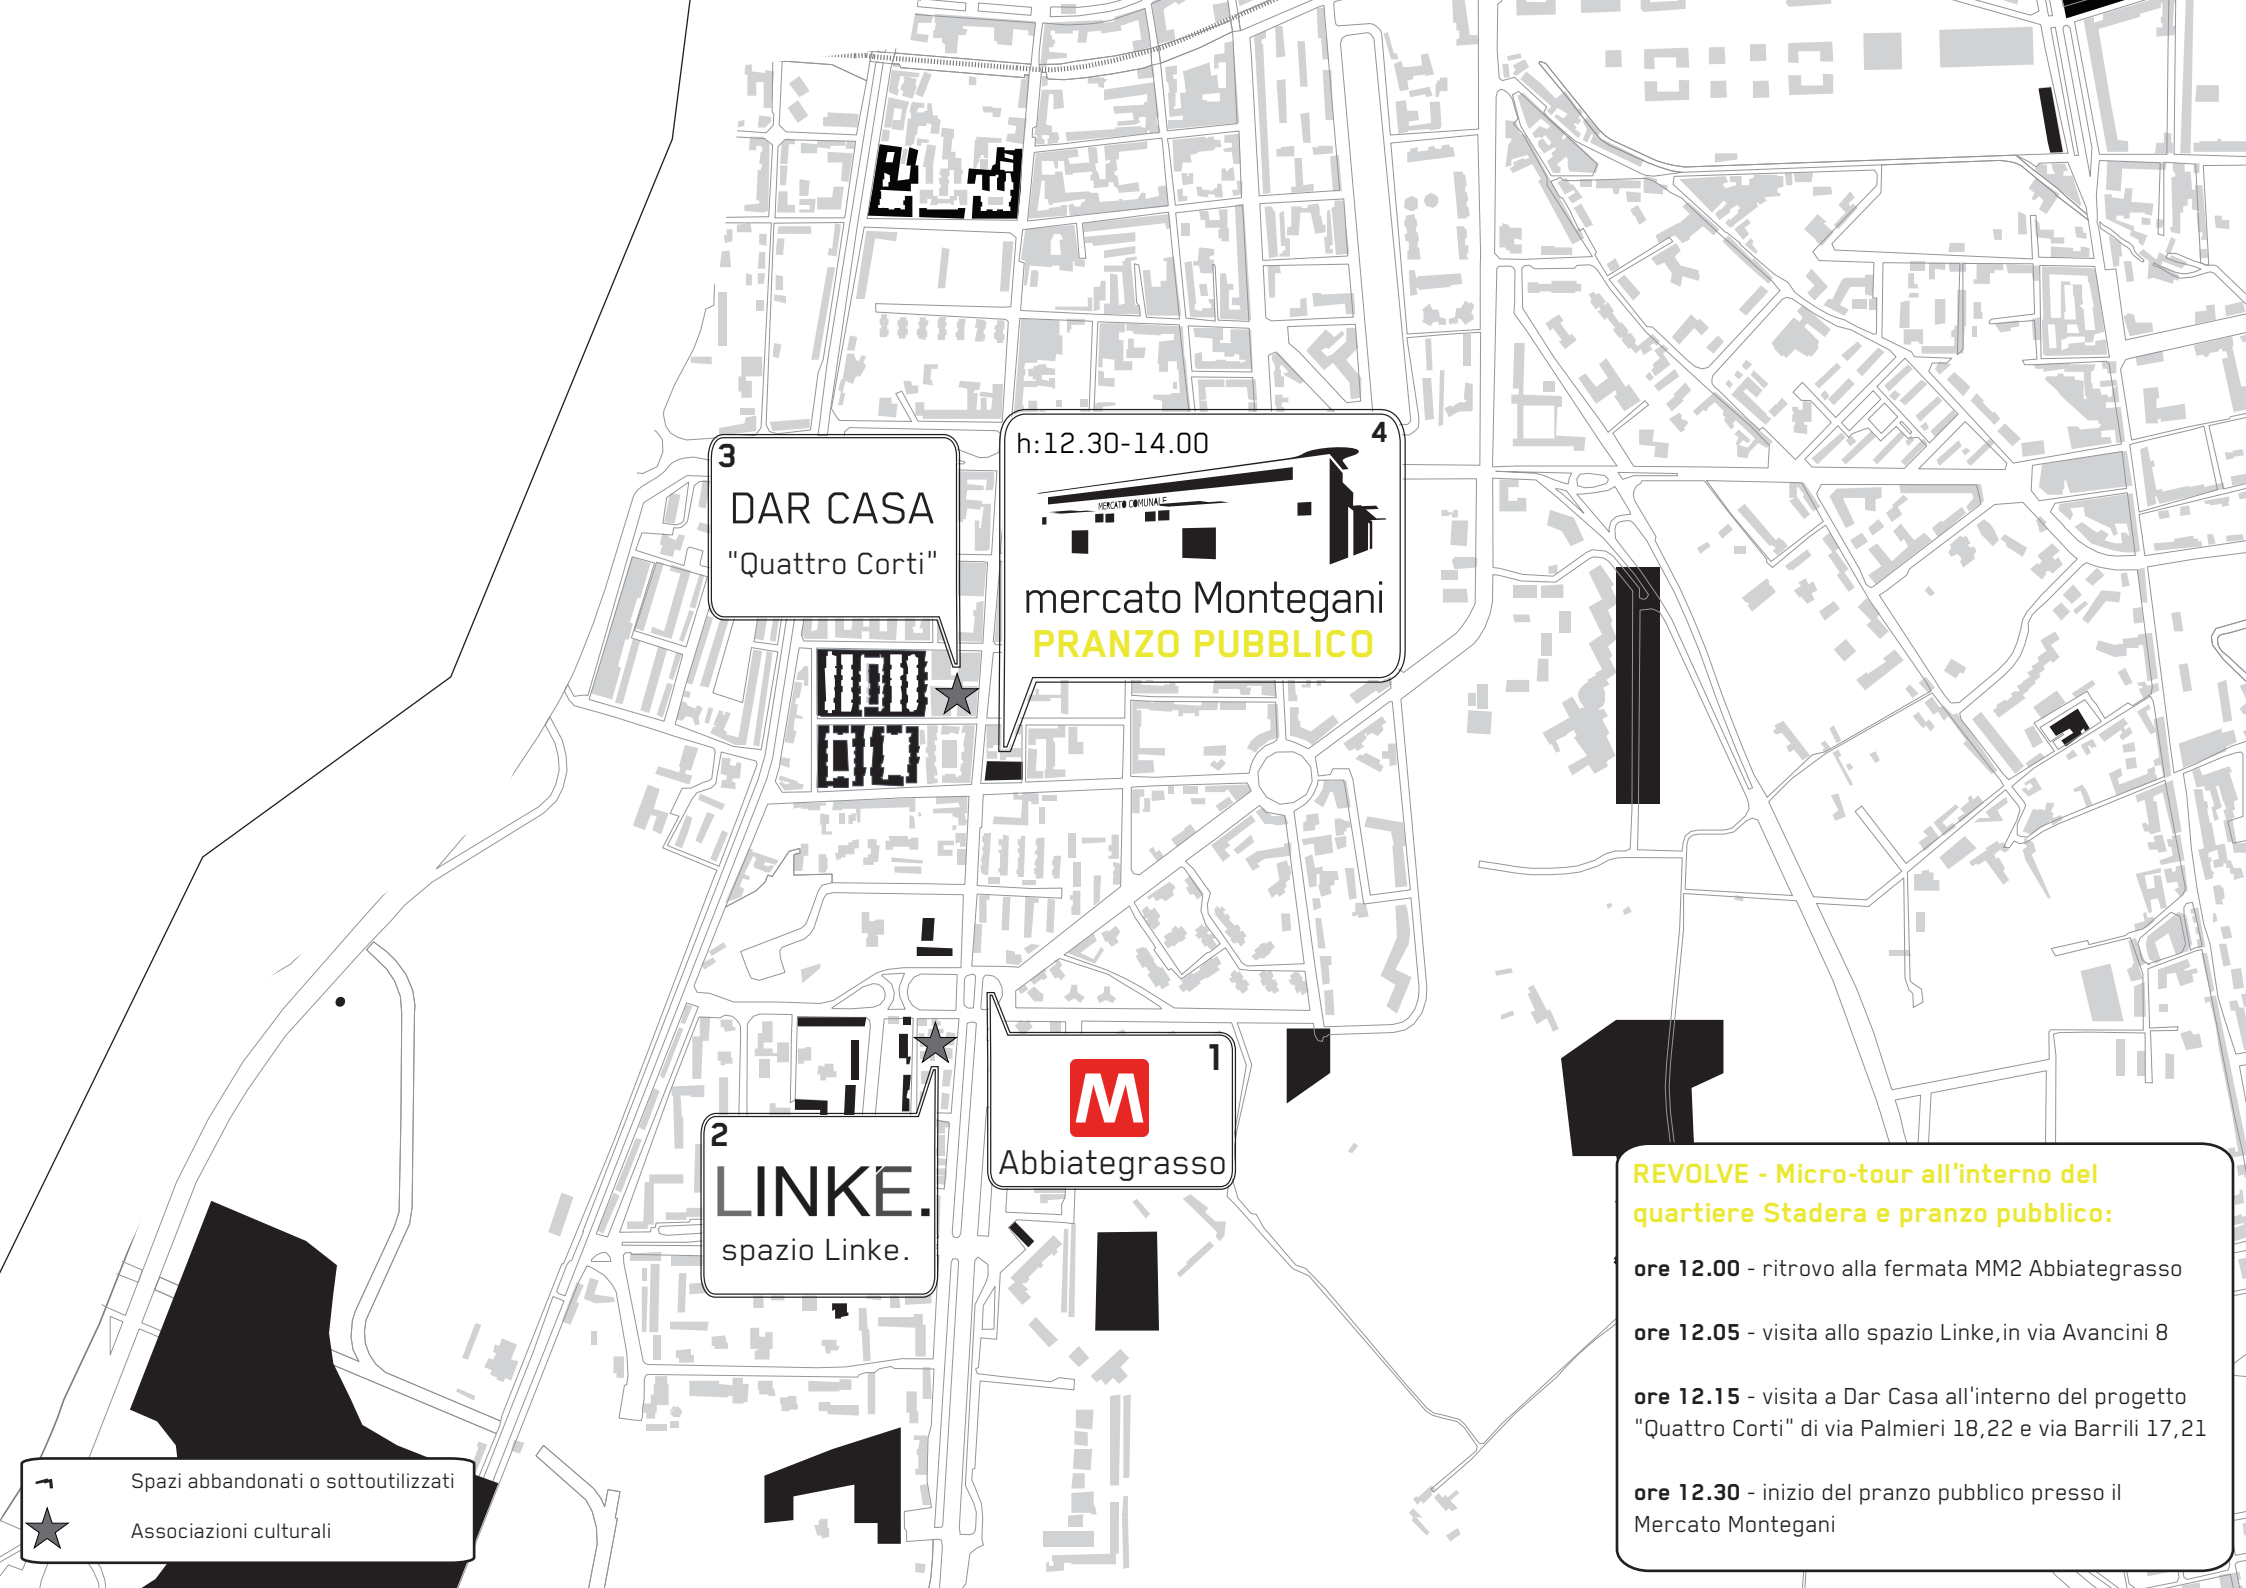 3
DAR CASA
"Quattro Corti"
h:12.30-14.00
4
MERCATO COMUNALE
mercato Montegani
PRANZO PUBBLICO
1
M
Abbiategrasso
2
LINKE.
spazio Linke.
Spazi abbandonati o sottoutilizzati
Associazioni culturali
REVOLVE - Micro-tour all'interno del
quartiere Stadera e pranzo pubblico:
ore 12.00 - ritrovo alla fermata MM2 Abbiategrasso
ore 12.05 - visita allo spazio Linke,in via Avancini 8
ore 12.15 - visita a Dar Casa all'interno del progetto
"Quattro Corti" di via Palmieri 18,22 e via Barrili 17,21
ore 12.30 - inizio del pranzo pubblico presso il
Mercato Montegani